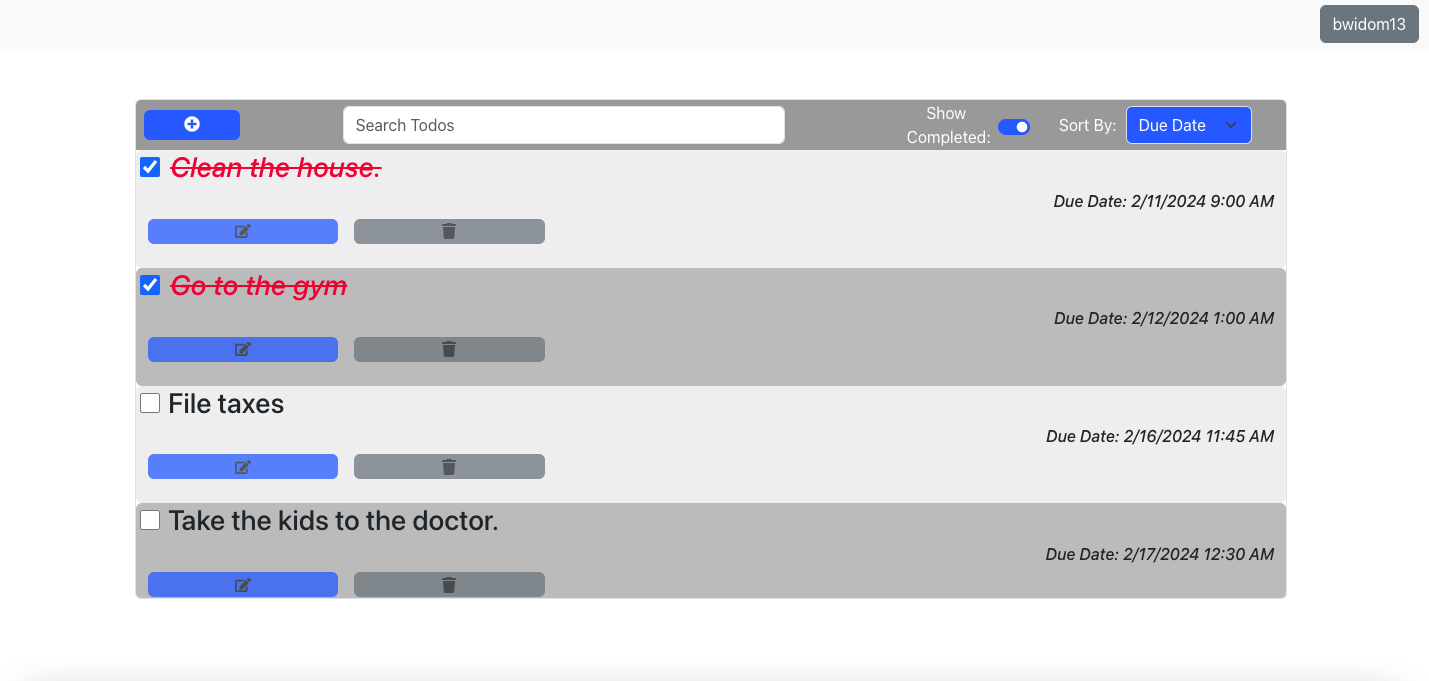 bwidom13
Search Todos
Show
Completed:
Sort By:
Due Date
Clean the house.
Due Date: 2/11/2024 9:00 AM
Go to the gym
Due Date: 2/12/2024 1:00 AM
File taxes
Due Date: 2/16/2024 11:45 AM
Take the kids to the doctor.
Due Date: 2/17/2024 12:30 AM